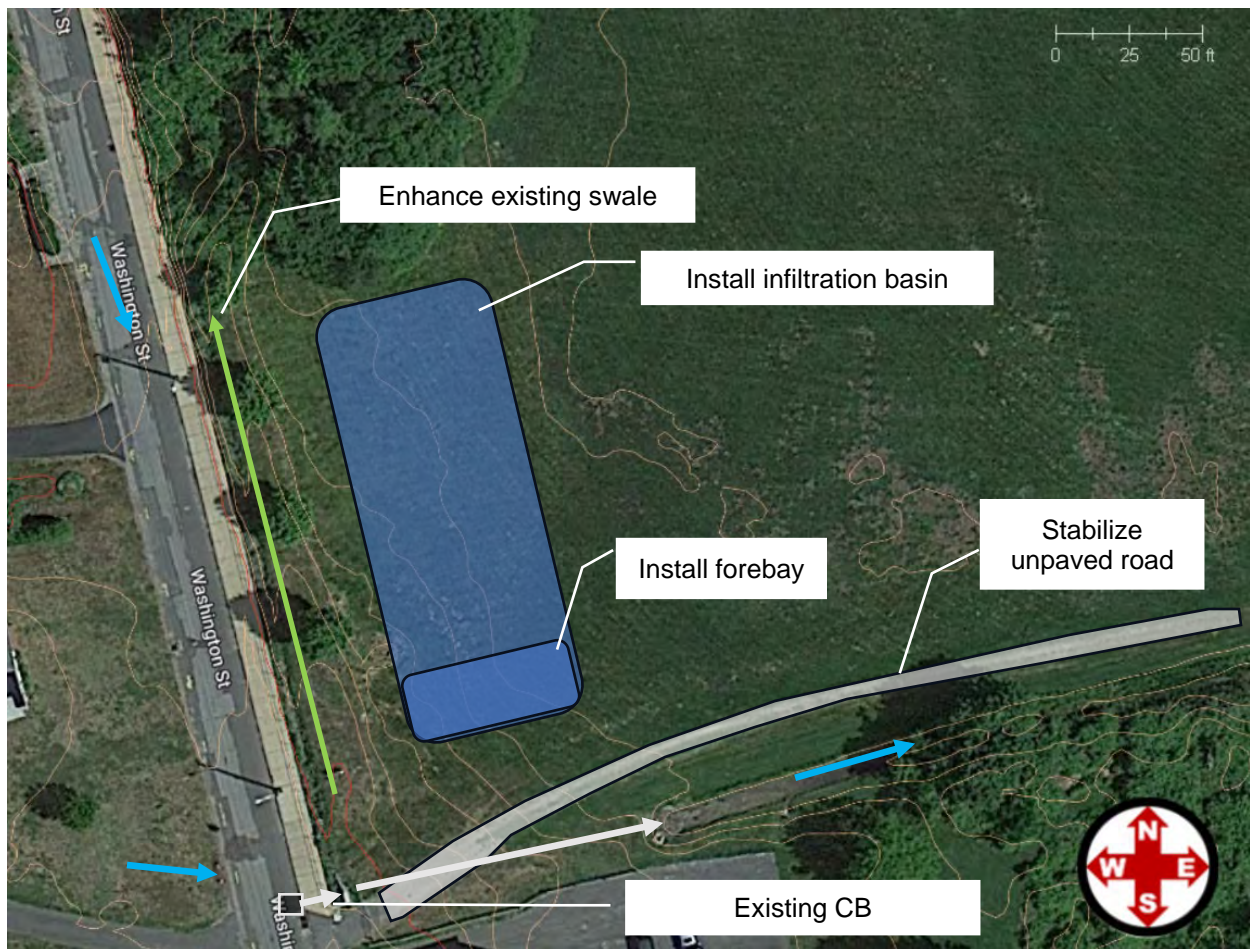 0 25 50 ft
Washington St
Enhance existing swale
Install infiltration basin
Install forebay
Stabilize
unpaved road
Washington St
Existing CB
Washin
N
W E
S